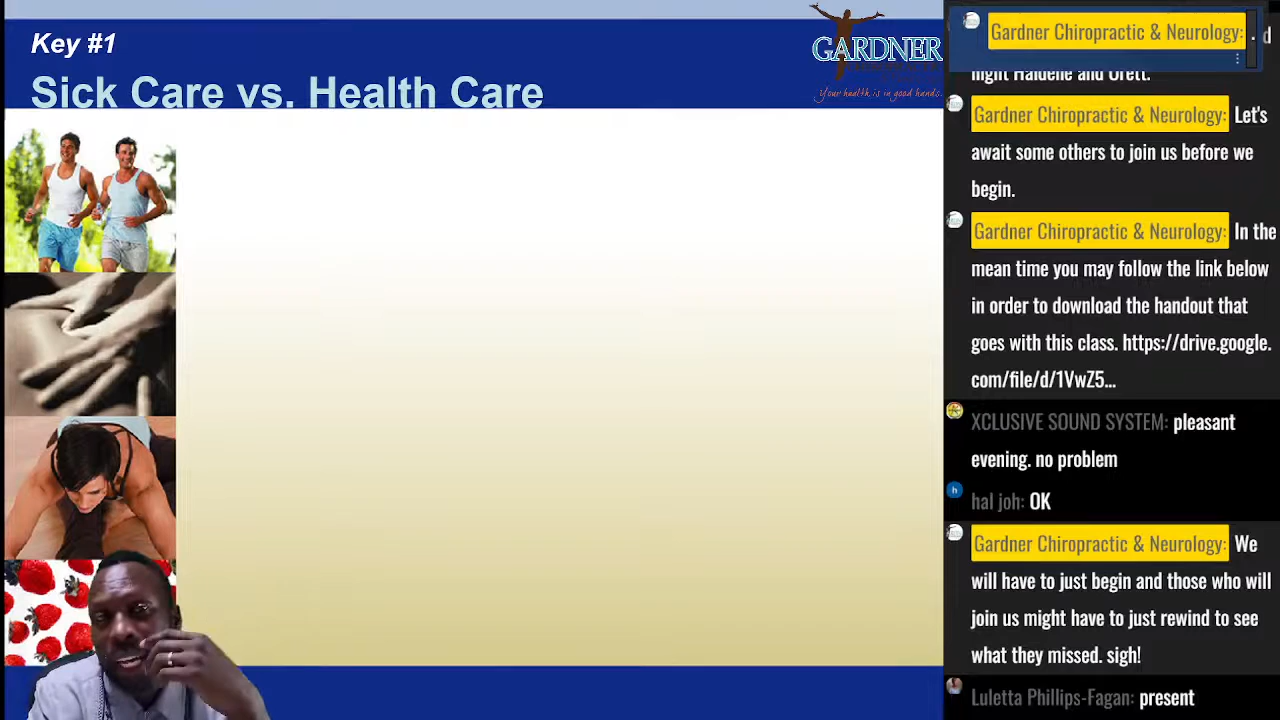 Key #1
Sick Care vs. Health Care
GARDNER
Your health is in good hands.
Gardner Chiropractic & Neurology:
night Haldene and Orett.
Gardner Chiropractic & Neurology: Let's
await some others to join us before we
begin.
Gardner Chiropractic & Neurology: In the
mean time you may follow the link below
in order to download the handout that
goes with this class. https://drive.google.
com/file/d/1VwZ5...
XCLUSIVE SOUND SYSTEM: pleasant
evening. no problem
h
hal joh: OK
Gardner Chiropractic & Neurology: We
will have to just begin and those who will
join us might have to just rewind to see
what they missed. sigh!
Luletta Phillips-Fagan: present